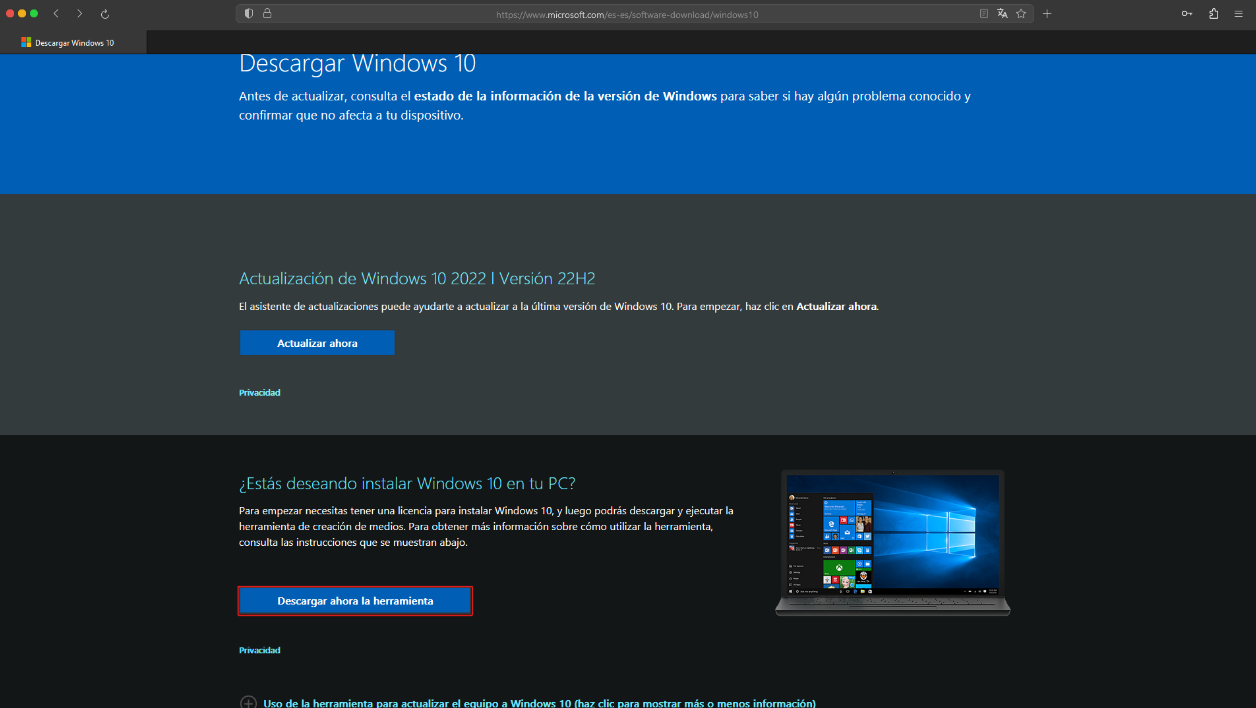 https://www.microsoft.com/es-es/software-download/windows10
Descargar Windows 10
Descargar Windows 10
Antes de actualizar, consulta el estado de la información de la versión de Windows para saber si hay algún problema conocido y
confirmar que no afecta a tu dispositivo.
Actualización de Windows 10 2022 l Versión 22H2
El asistente de actualizaciones puede ayudarte a actualizar a la última versión de Windows 10. Para empezar, haz clic en Actualizar ahora.
Actualizar ahora
Privacidad
¿Estás deseando instalar Windows 10 en tu PC?
Para empezar necesitas tener una licencia para instalar Windows 10, y luego podrás descargar y ejecutar la
herramienta de creación de medios. Para obtener más información sobre cómo utilizar la herramienta,
consulta las instrucciones que se muestran abajo.
Descargar ahora la herramienta
Privacidad
Uso de la herramienta para actualizar el equipo a Windows 10 (haz clic para mostrar más o menos información)